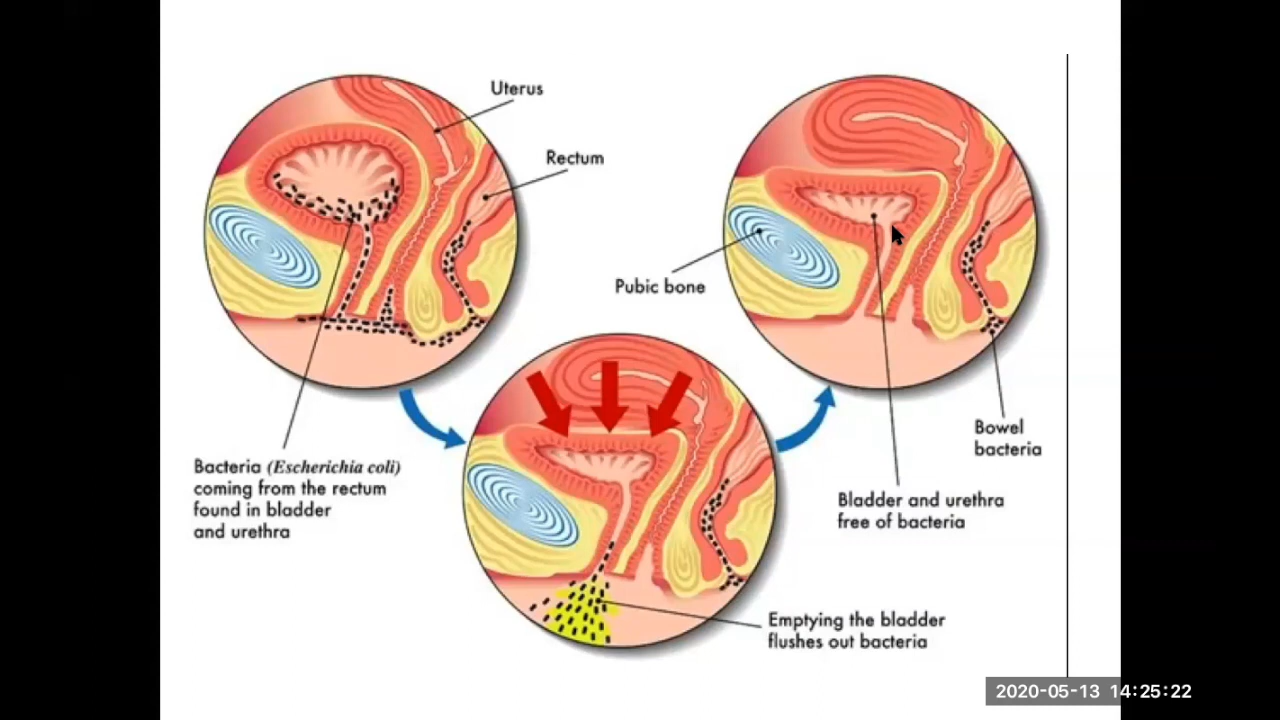 Uterus
Rectum
Pubic bone
Bacteria (Escherichia coli)
coming from the rectum
found in bladder
and urethra
Bowel
bacteria
Bladder and urethra
free of bacteria
Emptying the bladder
flushes out bacteria
2020-05-13 14:25:22